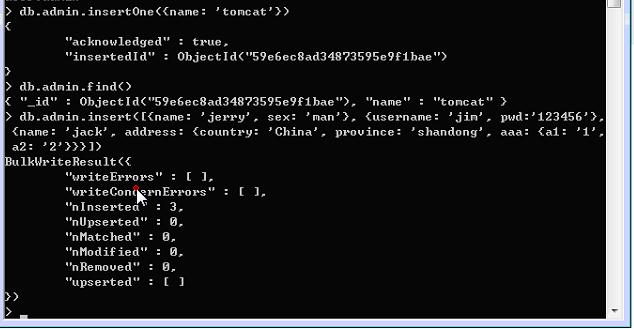 > db.admin.insertOne({name: 'tomcat'})
{
"acknowledged" : true,
"insertedId" : ObjectId("59e6ec8ad34873595e9f1bae")
}
> db.admin.find()
{ "_id" : ObjectId("59e6ec8ad34873595e9f1bae"), "name" : "tomcat" }
> db.admin.insert([{name: 'jerry', sex: 'man'}, {username: 'jim', pwd:'123456'},
{name: 'jack', address: {country: 'China', province: 'shandong', aaa: {a1: '1',
a2: '2'}}}])
BulkWriteResult({
"writeErrors" : [ ],
"writeConcernErrors" : [ ],
"nInserted" : 3,
"nUpserted" : 0,
"nMatched" : 0,
"nModified" : 0,
"nRemoved" : 0,
"upserted" : [ ]
})
>